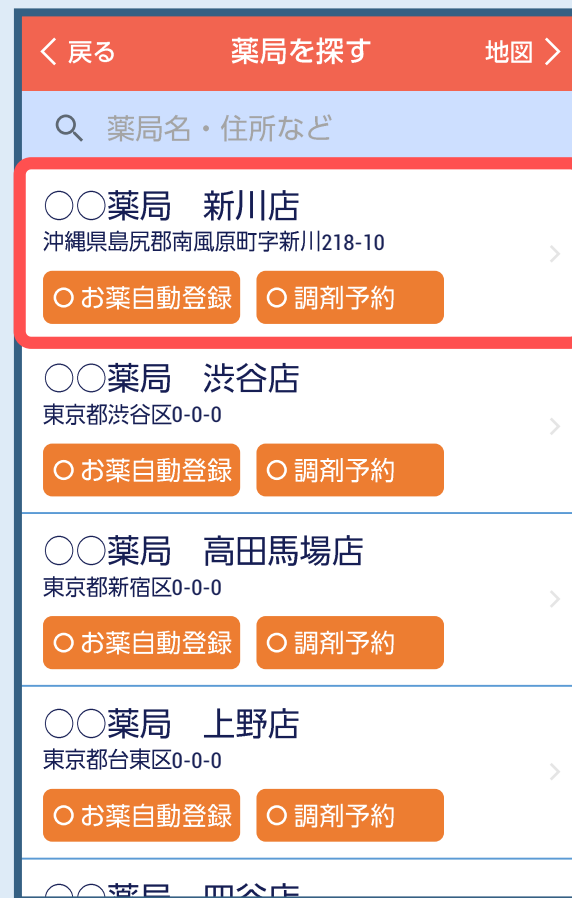 戻る 薬局を探す 地図
薬局名・住所など
○○薬局　新川店
沖縄県島尻郡南風原町字新川218-10
○お薬自動登録 ○調剤予約
○○薬局　渋谷店
東京都渋谷区0-0-0
○お薬自動登録 ○調剤予約
○○薬局　高田馬場店
東京都新宿区0-0-0
○お薬自動登録 ○調剤予約
○○薬局　上野店
東京都台東区0-0-0
○お薬自動登録 ○調剤予約
○○薬局　四谷店